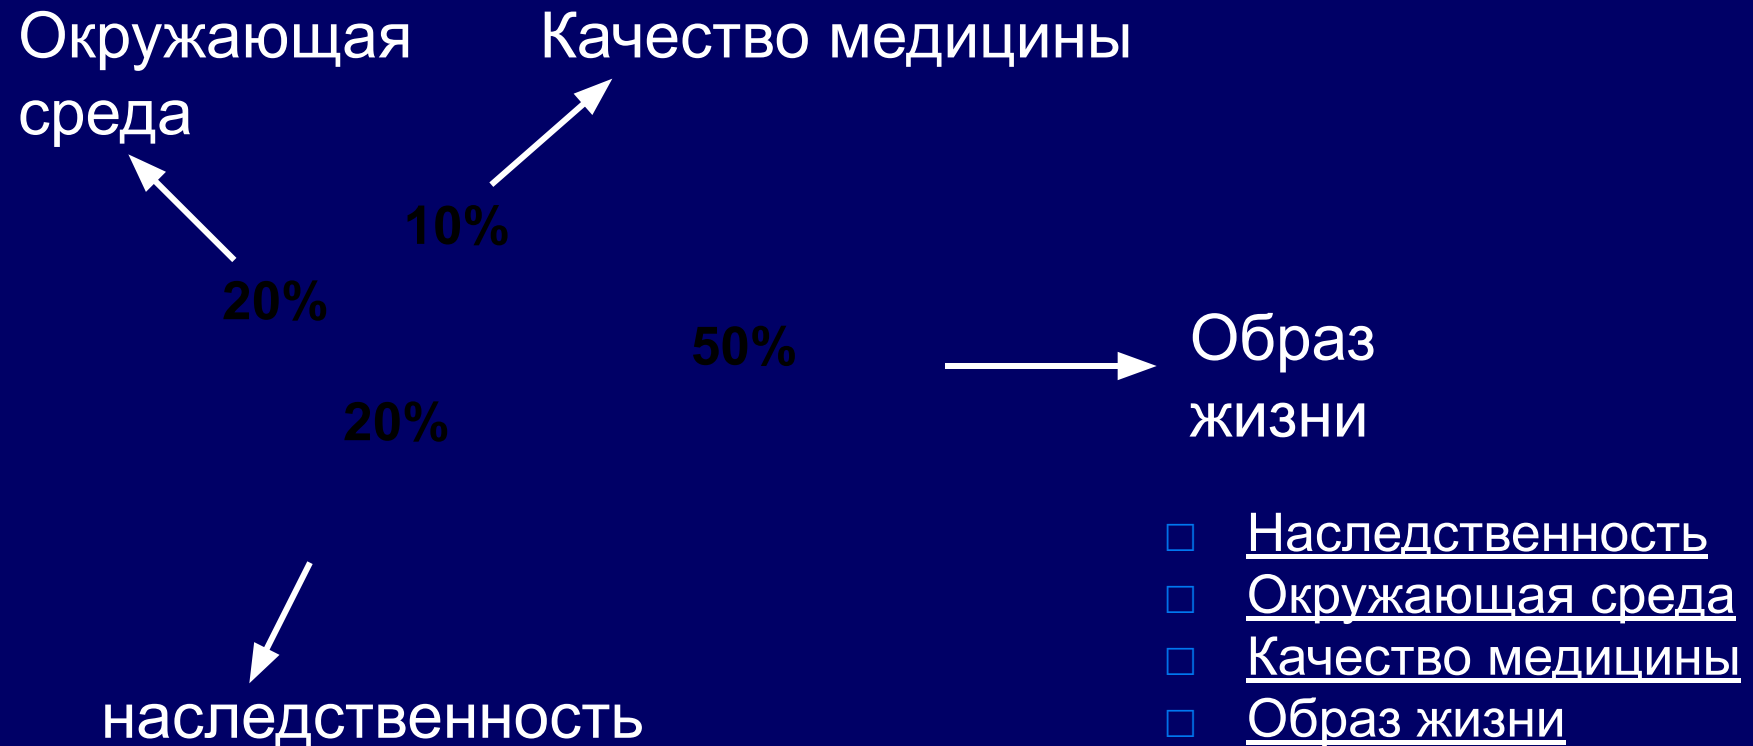 Окружающая
среда
Качество медицины
10%
20%
50%
20%
Образ
жизни
наследственность
Наследственность
Окружающая среда
Качество медицины
Образ жизни